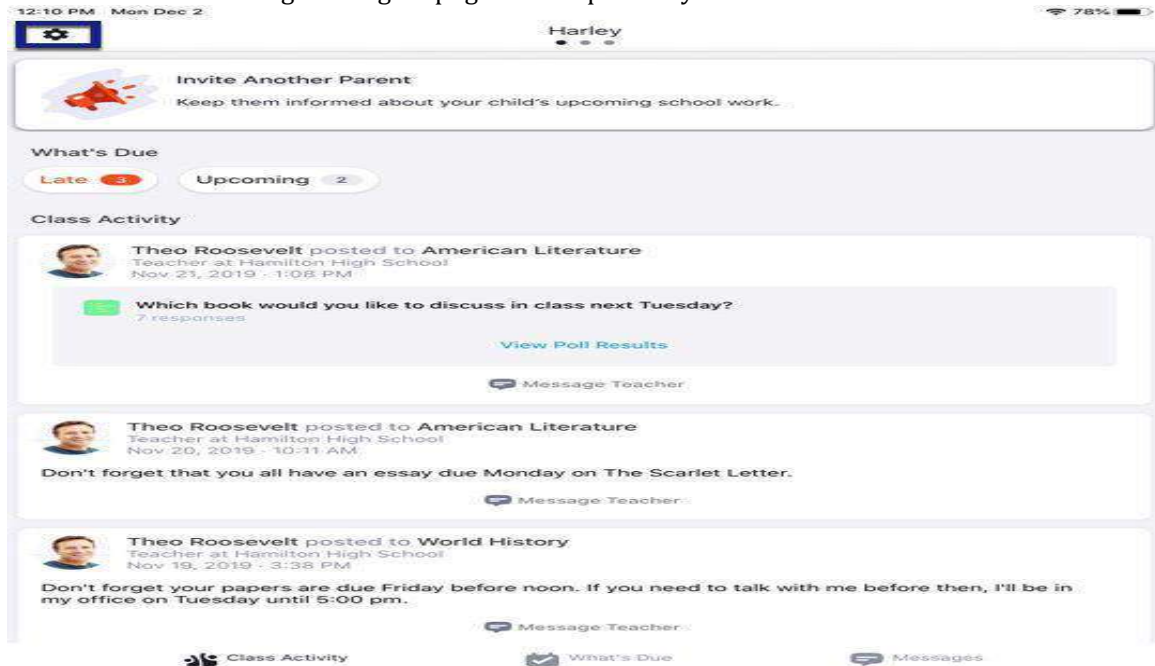 12:10 PM Mon Dec 2
78%
Harley
Invite Another Parent
Keep them informed about your child's upcoming school work.
What's Due
Late 3
Upcoming 2
Class Activity
Theo Roosevelt posted to American Literature
Teacher at Hamilton High School
Nov 21, 2019 · 1:08 PM
Which book would you like to discuss in class next Tuesday?
7 responses
View Poll Results
Message Teacher
Theo Roosevelt posted to American Literature
Teacher at Hamilton High School
Nov 20, 2019 · 10:11 AM
Don't forget that you all have an essay due Monday on The Scarlet Letter.
Message Teacher
Theo Roosevelt posted to World History
Teacher at Hamilton High School
Nov 19, 2019 · 3:38 PM
Don't forget your papers are due Friday before noon. If you need to talk with me before then, I'll be in
my office on Tuesday until 5:00 pm.
Message Teacher
Class Activity
What's Due
Messages